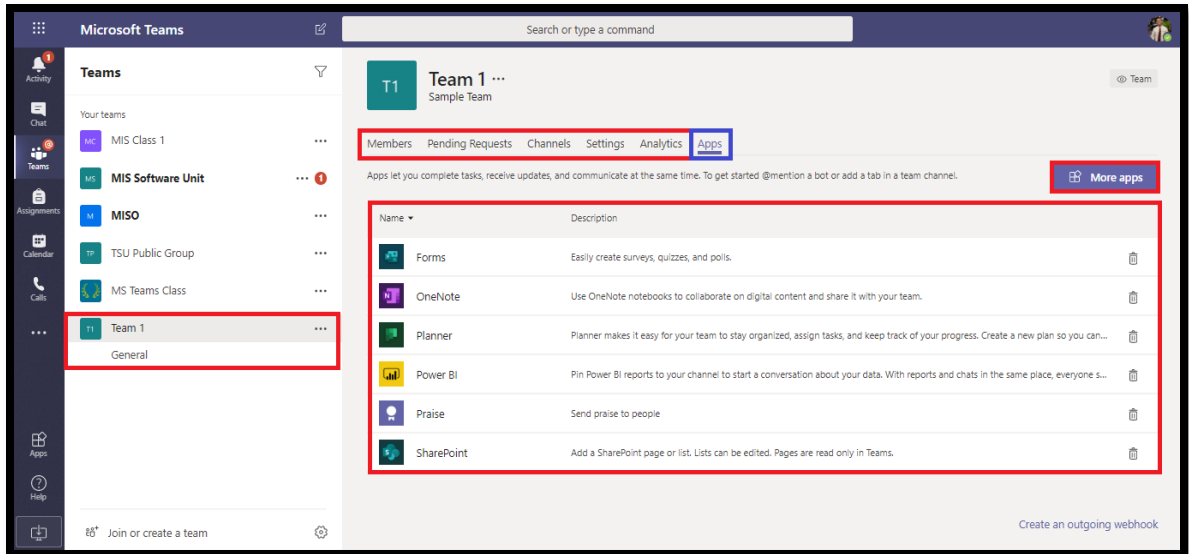 Microsoft Teams
Search or type a command
1
Activity
Chat
@
Teams
Assignments
Calendar
Calls
...
Apps
Help
Teams
Your teams
MC MIS Class 1 ...
MS MIS Software Unit ... 1
M MISO ...
TP TSU Public Group ...
MS Teams Class ...
T1 Team 1 ...
General
Join or create a team
T1
Team 1 ...
Sample Team
Team
Members Pending Requests Channels Settings Analytics Apps
Apps let you complete tasks, receive updates, and communicate at the same time. To get started @mention a bot or add a tab in a team channel.
More apps
Name Description
Forms Easily create surveys, quizzes, and polls.
N OneNote Use OneNote notebooks to collaborate on digital content and share it with your team.
Planner Planner makes it easy for your team to stay organized, assign tasks, and keep track of your progress. Create a new plan so you can...
Power BI Pin Power BI reports to your channel to start a conversation about your data. With reports and chats in the same place, everyone s...
Praise Send praise to people
S SharePoint Add a SharePoint page or list. Lists can be edited. Pages are read only in Teams.
Create an outgoing webhook